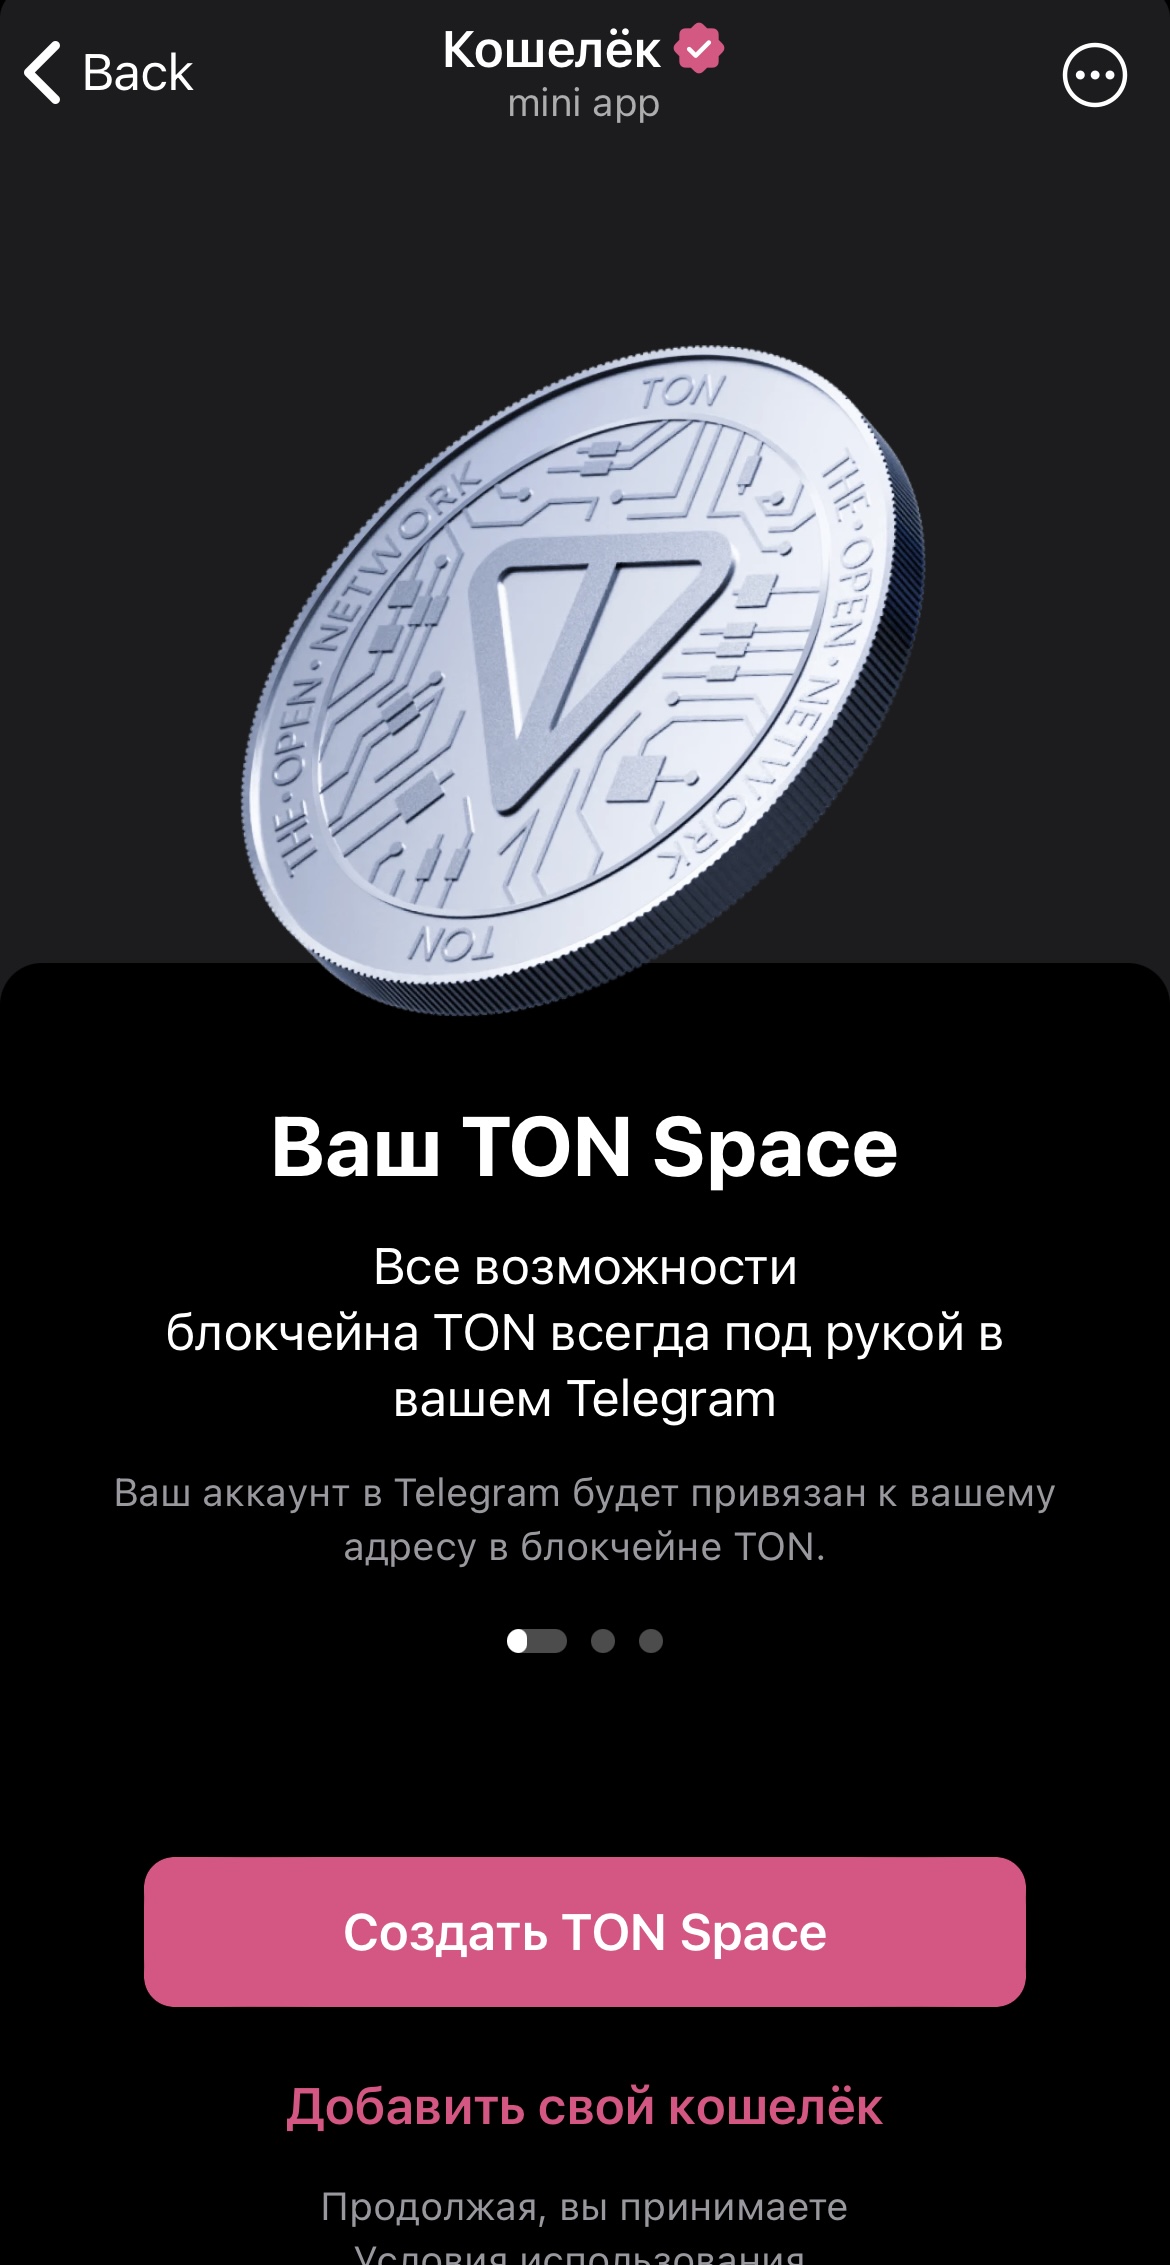 Back
Кошелёк
mini app
TON
THE·OPEN·NETWORK
THE·OPEN·NETWORK
TON
Ваш TON Space
Все возможности
блокчейна TON всегда под рукой в
вашем Telegram
Ваш аккаунт в Telegram будет привязан к вашему
адресу в блокчейне TON.
Создать TON Space
Добавить свой кошелёк
Продолжая, вы принимаете
Условия использования